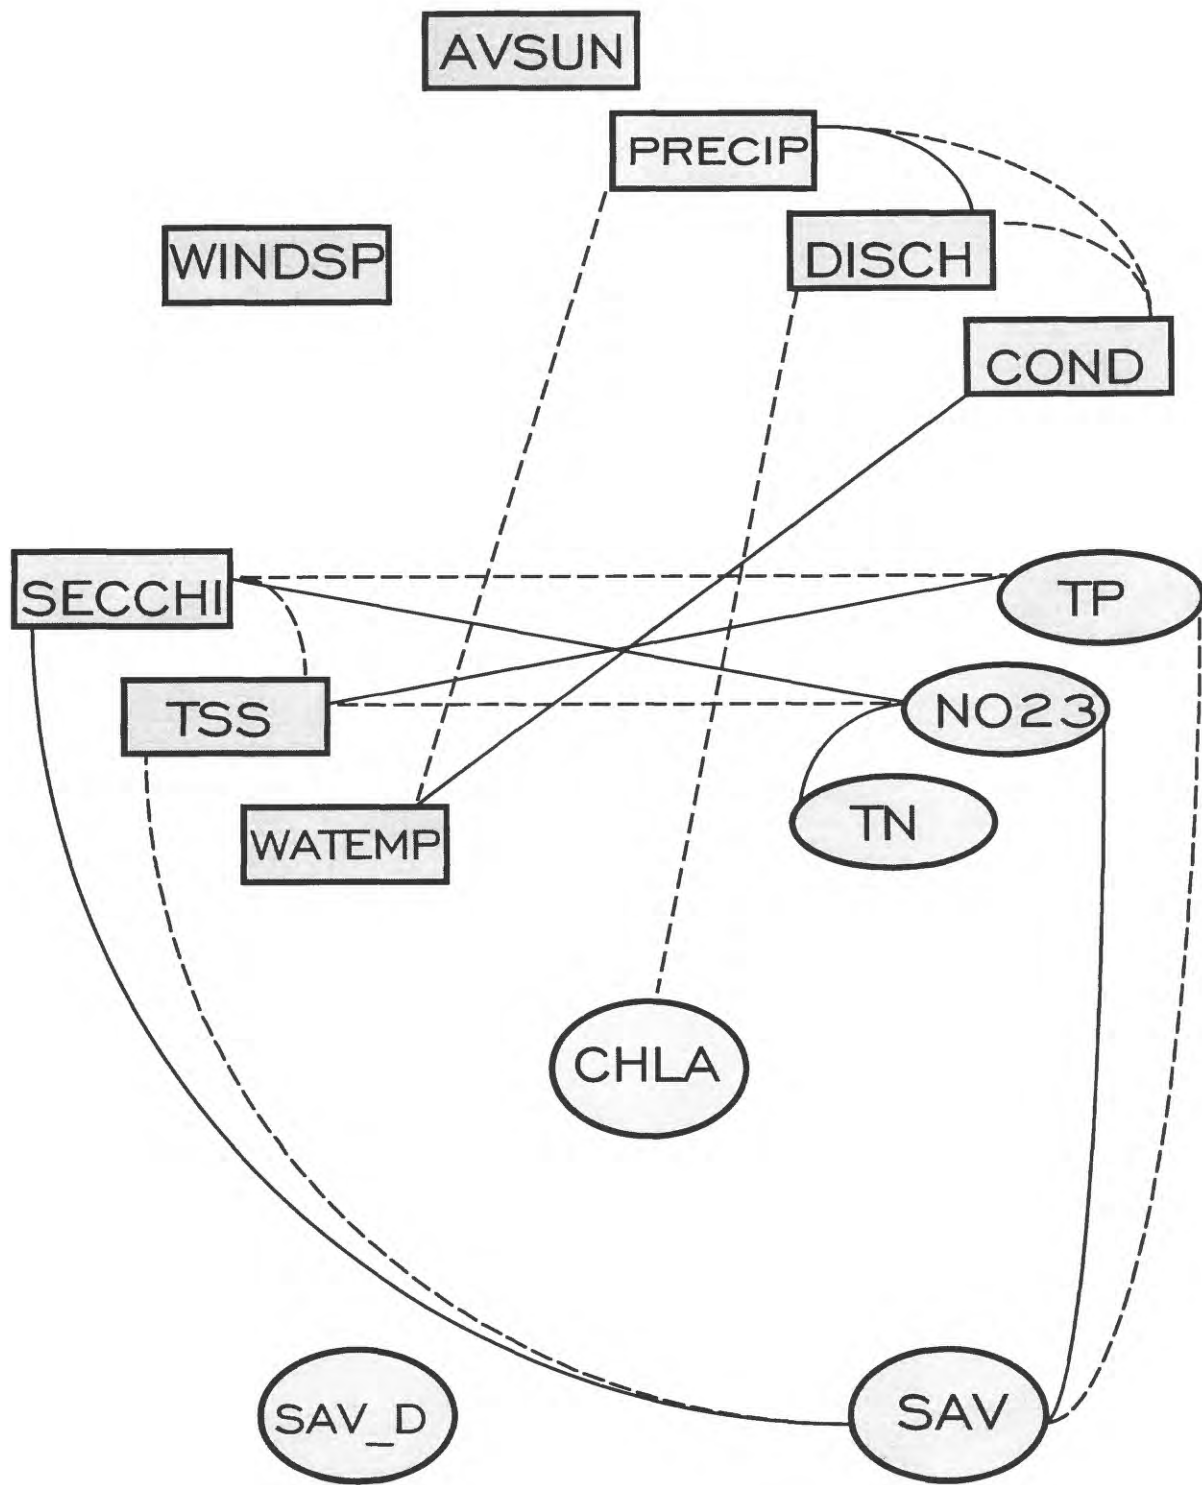 AVSUN
PRECIP
WINDSP
DISCH
COND
SECCHI
TP
TSS
NO23
WATEMP
TN
CHLA
SAV_D
SAV